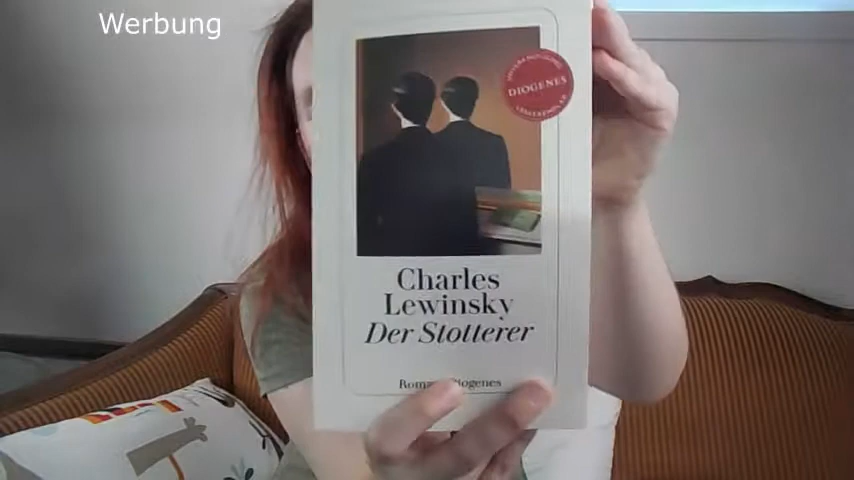 Werbung
DIOGENES
Charles
Lewinsky
Der Stotterer
Roman Diogenes